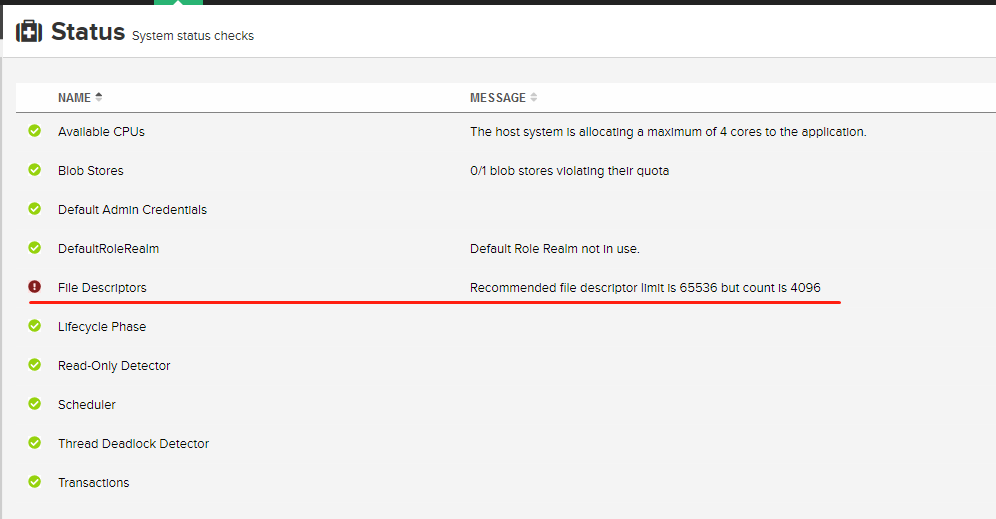 Status System status checks
NAME MESSAGE
Available CPUs The host system is allocating a maximum of 4 cores to the application.
Blob Stores 0/1 blob stores violating their quota
Default Admin Credentials
DefaultRoleRealm Default Role Realm not in use.
File Descriptors Recommended file descriptor limit is 65536 but count is 4096
Lifecycle Phase
Read-Only Detector
Scheduler
Thread Deadlock Detector
Transactions